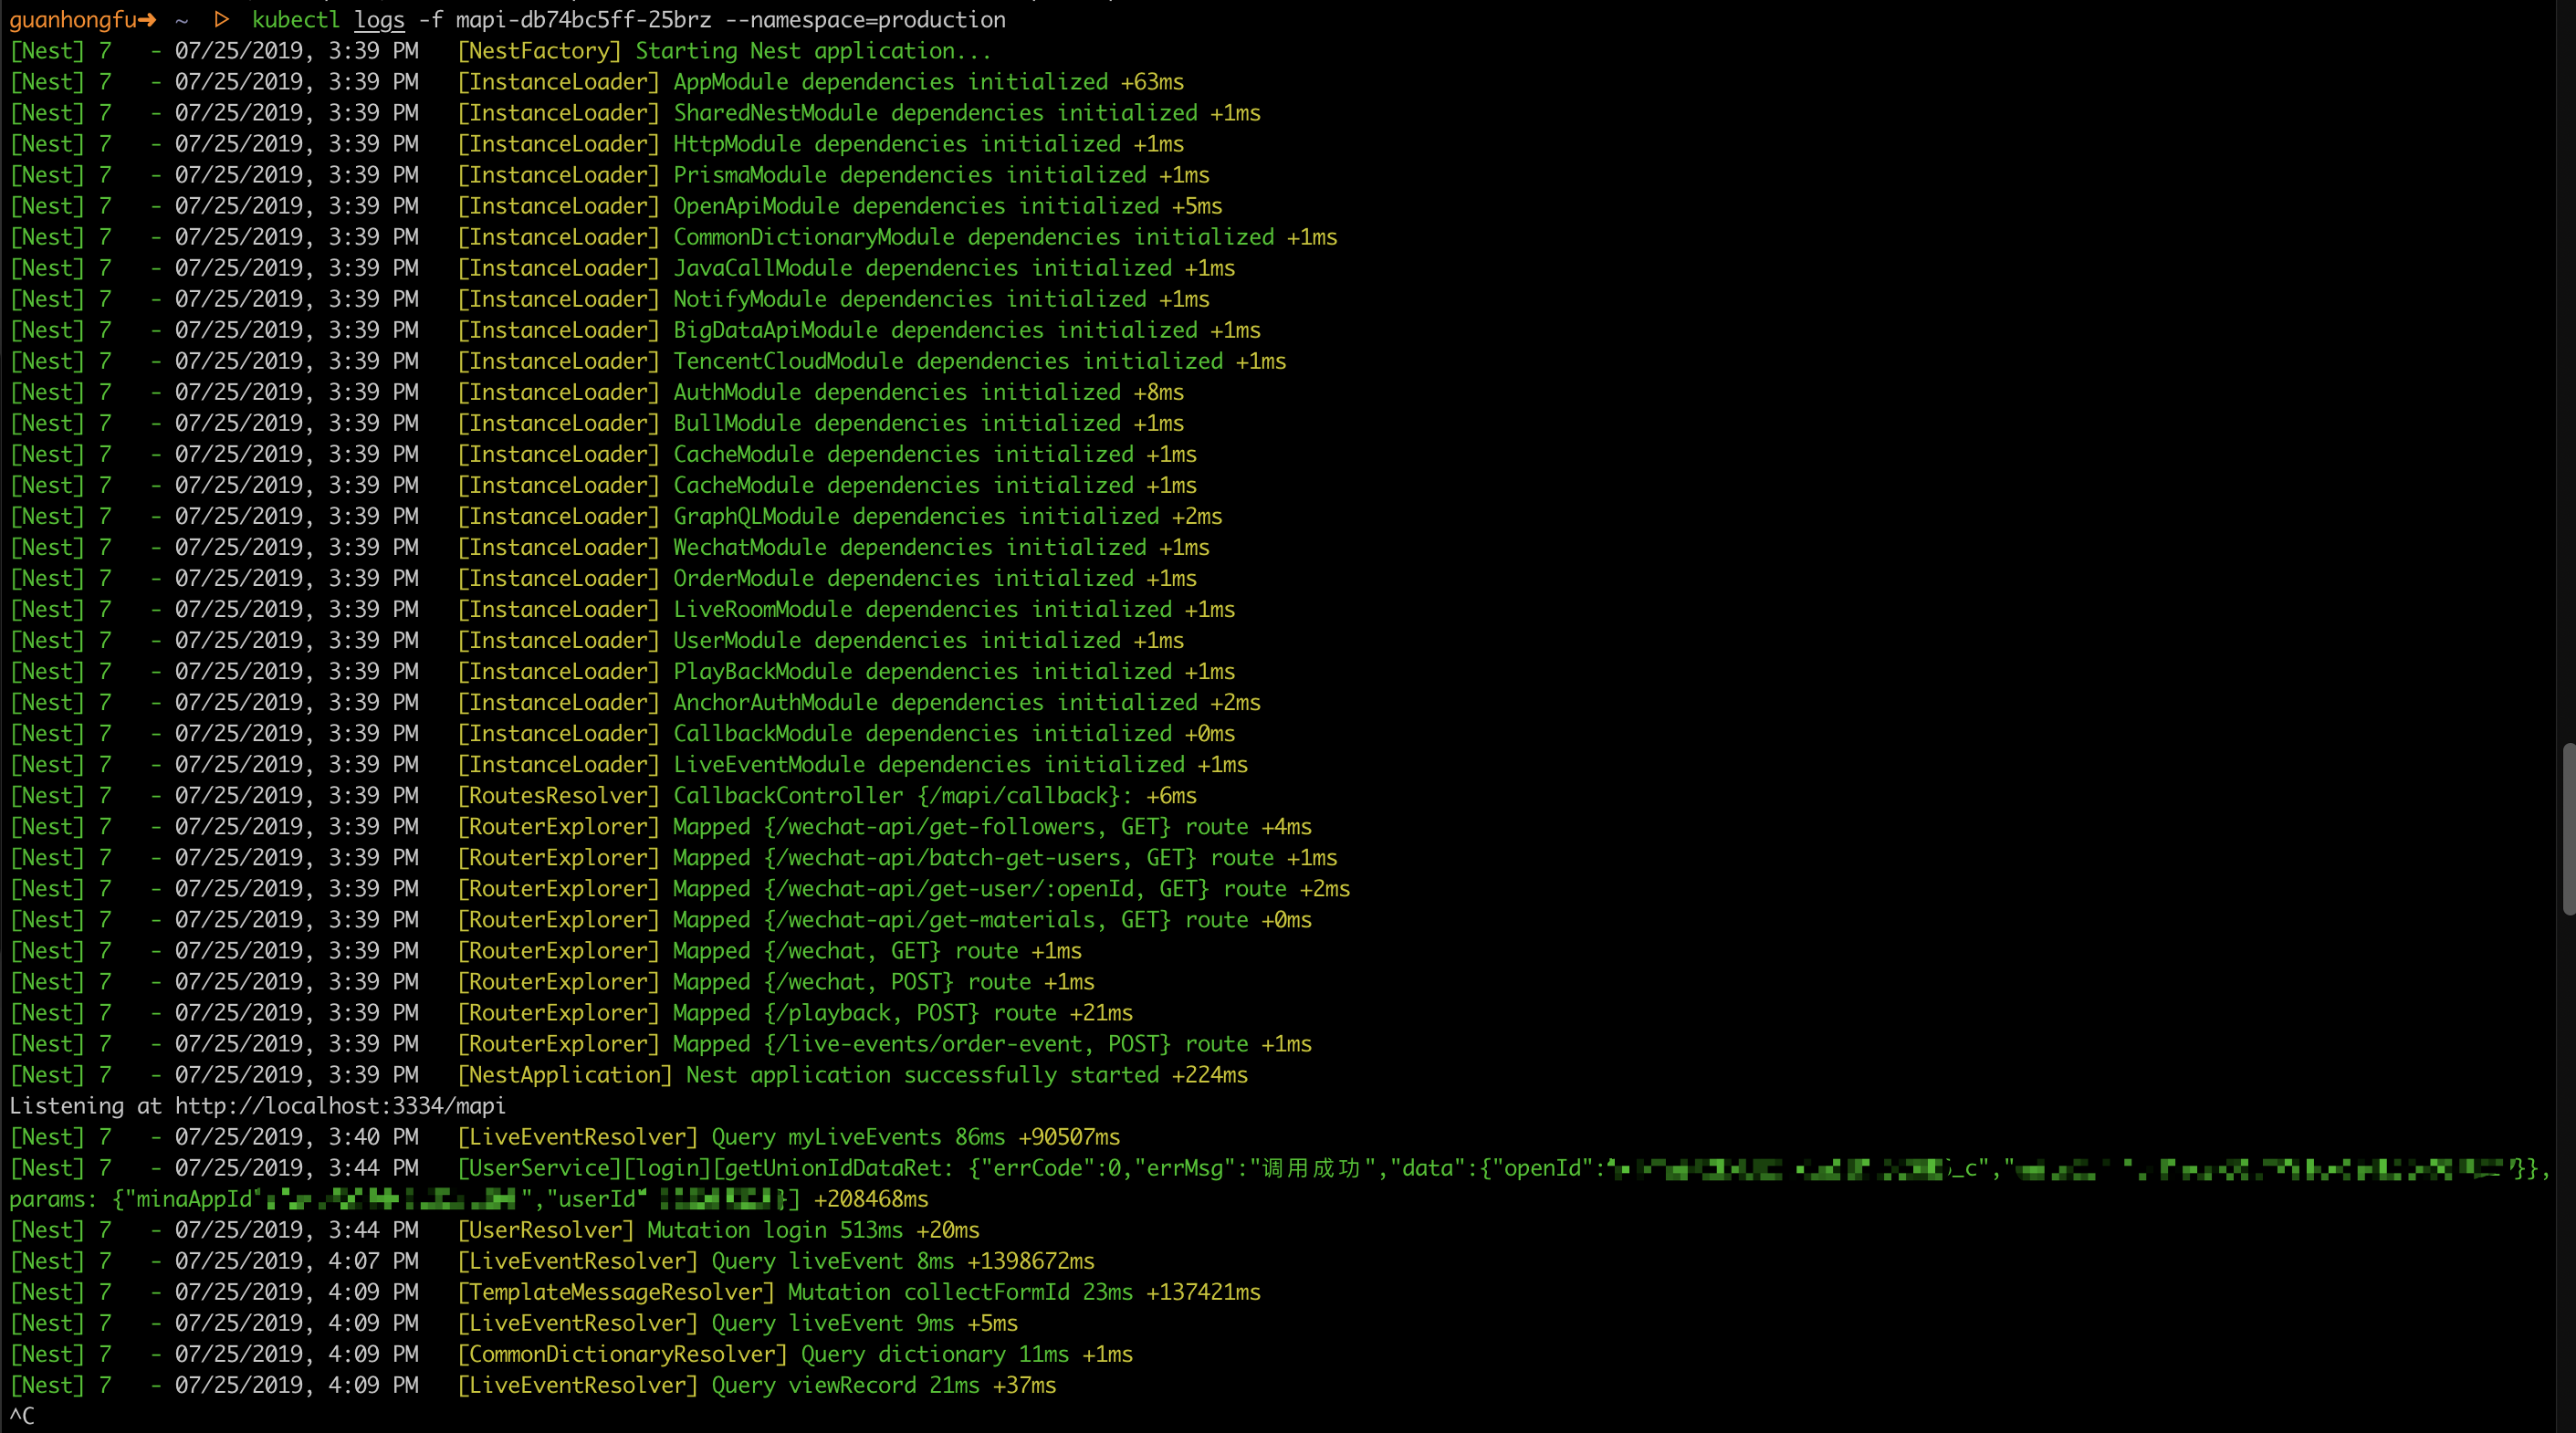 guanhongfu➜ ~ ▷ kubectl logs -f mapi-db74bc5ff-25brz --namespace=production
[Nest] 7   - 07/25/2019, 3:39 PM   [NestFactory] Starting Nest application...
[Nest] 7   - 07/25/2019, 3:39 PM   [InstanceLoader] AppModule dependencies initialized +63ms
[Nest] 7   - 07/25/2019, 3:39 PM   [InstanceLoader] SharedNestModule dependencies initialized +1ms
[Nest] 7   - 07/25/2019, 3:39 PM   [InstanceLoader] HttpModule dependencies initialized +1ms
[Nest] 7   - 07/25/2019, 3:39 PM   [InstanceLoader] PrismaModule dependencies initialized +1ms
[Nest] 7   - 07/25/2019, 3:39 PM   [InstanceLoader] OpenApiModule dependencies initialized +5ms
[Nest] 7   - 07/25/2019, 3:39 PM   [InstanceLoader] CommonDictionaryModule dependencies initialized +1ms
[Nest] 7   - 07/25/2019, 3:39 PM   [InstanceLoader] JavaCallModule dependencies initialized +1ms
[Nest] 7   - 07/25/2019, 3:39 PM   [InstanceLoader] NotifyModule dependencies initialized +1ms
[Nest] 7   - 07/25/2019, 3:39 PM   [InstanceLoader] BigDataApiModule dependencies initialized +1ms
[Nest] 7   - 07/25/2019, 3:39 PM   [InstanceLoader] TencentCloudModule dependencies initialized +1ms
[Nest] 7   - 07/25/2019, 3:39 PM   [InstanceLoader] AuthModule dependencies initialized +8ms
[Nest] 7   - 07/25/2019, 3:39 PM   [InstanceLoader] BullModule dependencies initialized +1ms
[Nest] 7   - 07/25/2019, 3:39 PM   [InstanceLoader] CacheModule dependencies initialized +1ms
[Nest] 7   - 07/25/2019, 3:39 PM   [InstanceLoader] CacheModule dependencies initialized +1ms
[Nest] 7   - 07/25/2019, 3:39 PM   [InstanceLoader] GraphQLModule dependencies initialized +2ms
[Nest] 7   - 07/25/2019, 3:39 PM   [InstanceLoader] WechatModule dependencies initialized +1ms
[Nest] 7   - 07/25/2019, 3:39 PM   [InstanceLoader] OrderModule dependencies initialized +1ms
[Nest] 7   - 07/25/2019, 3:39 PM   [InstanceLoader] LiveRoomModule dependencies initialized +1ms
[Nest] 7   - 07/25/2019, 3:39 PM   [InstanceLoader] UserModule dependencies initialized +1ms
[Nest] 7   - 07/25/2019, 3:39 PM   [InstanceLoader] PlayBackModule dependencies initialized +1ms
[Nest] 7   - 07/25/2019, 3:39 PM   [InstanceLoader] AnchorAuthModule dependencies initialized +2ms
[Nest] 7   - 07/25/2019, 3:39 PM   [InstanceLoader] CallbackModule dependencies initialized +0ms
[Nest] 7   - 07/25/2019, 3:39 PM   [InstanceLoader] LiveEventModule dependencies initialized +1ms
[Nest] 7   - 07/25/2019, 3:39 PM   [RoutesResolver] CallbackController {/mapi/callback}: +6ms
[Nest] 7   - 07/25/2019, 3:39 PM   [RouterExplorer] Mapped {/wechat-api/get-followers, GET} route +4ms
[Nest] 7   - 07/25/2019, 3:39 PM   [RouterExplorer] Mapped {/wechat-api/batch-get-users, GET} route +1ms
[Nest] 7   - 07/25/2019, 3:39 PM   [RouterExplorer] Mapped {/wechat-api/get-user/:openId, GET} route +2ms
[Nest] 7   - 07/25/2019, 3:39 PM   [RouterExplorer] Mapped {/wechat-api/get-materials, GET} route +0ms
[Nest] 7   - 07/25/2019, 3:39 PM   [RouterExplorer] Mapped {/wechat, GET} route +1ms
[Nest] 7   - 07/25/2019, 3:39 PM   [RouterExplorer] Mapped {/wechat, POST} route +1ms
[Nest] 7   - 07/25/2019, 3:39 PM   [RouterExplorer] Mapped {/playback, POST} route +21ms
[Nest] 7   - 07/25/2019, 3:39 PM   [RouterExplorer] Mapped {/live-events/order-event, POST} route +1ms
[Nest] 7   - 07/25/2019, 3:39 PM   [NestApplication] Nest application successfully started +224ms
Listening at http://localhost:3334/mapi
[Nest] 7   - 07/25/2019, 3:40 PM   [LiveEventResolver] Query myLiveEvents 86ms +90507ms
[Nest] 7   - 07/25/2019, 3:44 PM   [UserService][login][getUnionIdDataRet: {"errCode":0,"errMsg":"调用成功","data":{"openId": _c"," "}},
params: {"minaAppId" ","userId" }] +208468ms
[Nest] 7   - 07/25/2019, 3:44 PM   [UserResolver] Mutation login 513ms +20ms
[Nest] 7   - 07/25/2019, 4:07 PM   [LiveEventResolver] Query liveEvent 8ms +1398672ms
[Nest] 7   - 07/25/2019, 4:09 PM   [TemplateMessageResolver] Mutation collectFormId 23ms +137421ms
[Nest] 7   - 07/25/2019, 4:09 PM   [LiveEventResolver] Query liveEvent 9ms +5ms
[Nest] 7   - 07/25/2019, 4:09 PM   [CommonDictionaryResolver] Query dictionary 11ms +1ms
[Nest] 7   - 07/25/2019, 4:09 PM   [LiveEventResolver] Query viewRecord 21ms +37ms
^C